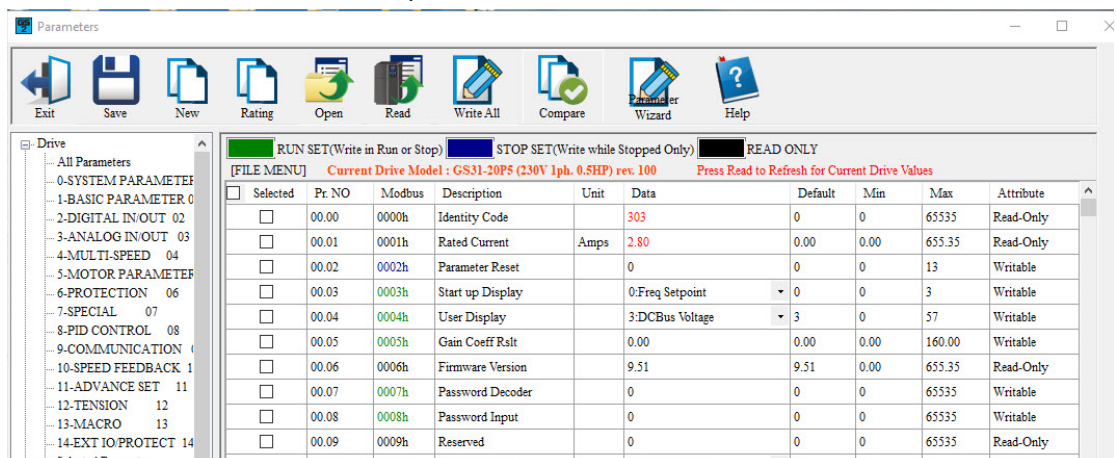 Parameters
Exit Save New Rating Open Read Write All Compare Parameter Wizard Help
Drive
All Parameters
0-SYSTEM PARAMETER
1-BASIC PARAMETER 0
2-DIGITAL IN/OUT 02
3-ANALOG IN/OUT 03
4-MULTI-SPEED 04
5-MOTOR PARAMETER
6-PROTECTION 06
7-SPECIAL 07
8-PID CONTROL 08
9-COMMUNICATION
10-SPEED FEEDBACK 1
11-ADVANCE SET 11
12-TENSION 12
13-MACRO 13
14-EXT IO/PROTECT 14
RUN SET(Write in Run or Stop) STOP SET(Write while Stopped Only) READ ONLY
[FILE MENU] Current Drive Model : GS31-20P5 (230V 1ph. 0.5HP) rev. 100 Press Read to Refresh for Current Drive Values
Selected Pr. NO Modbus Description Unit Data Default Min Max Attribute
00.00 0000h Identity Code 303 0 0 65535 Read-Only
00.01 0001h Rated Current Amps 2.80 0.00 0.00 655.35 Read-Only
00.02 0002h Parameter Reset 0 0 0 13 Writable
00.03 0003h Start up Display 0:Freq Setpoint 0 0 3 Writable
00.04 0004h User Display 3:DCBus Voltage 3 0 57 Writable
00.05 0005h Gain Coeff Rslt 0.00 0.00 0.00 160.00 Writable
00.06 0006h Firmware Version 9.51 9.51 0.00 655.35 Read-Only
00.07 0007h Password Decoder 0 0 0 65535 Writable
00.08 0008h Password Input 0 0 0 65535 Writable
00.09 0009h Reserved 0 0 0 65535 Read-Only